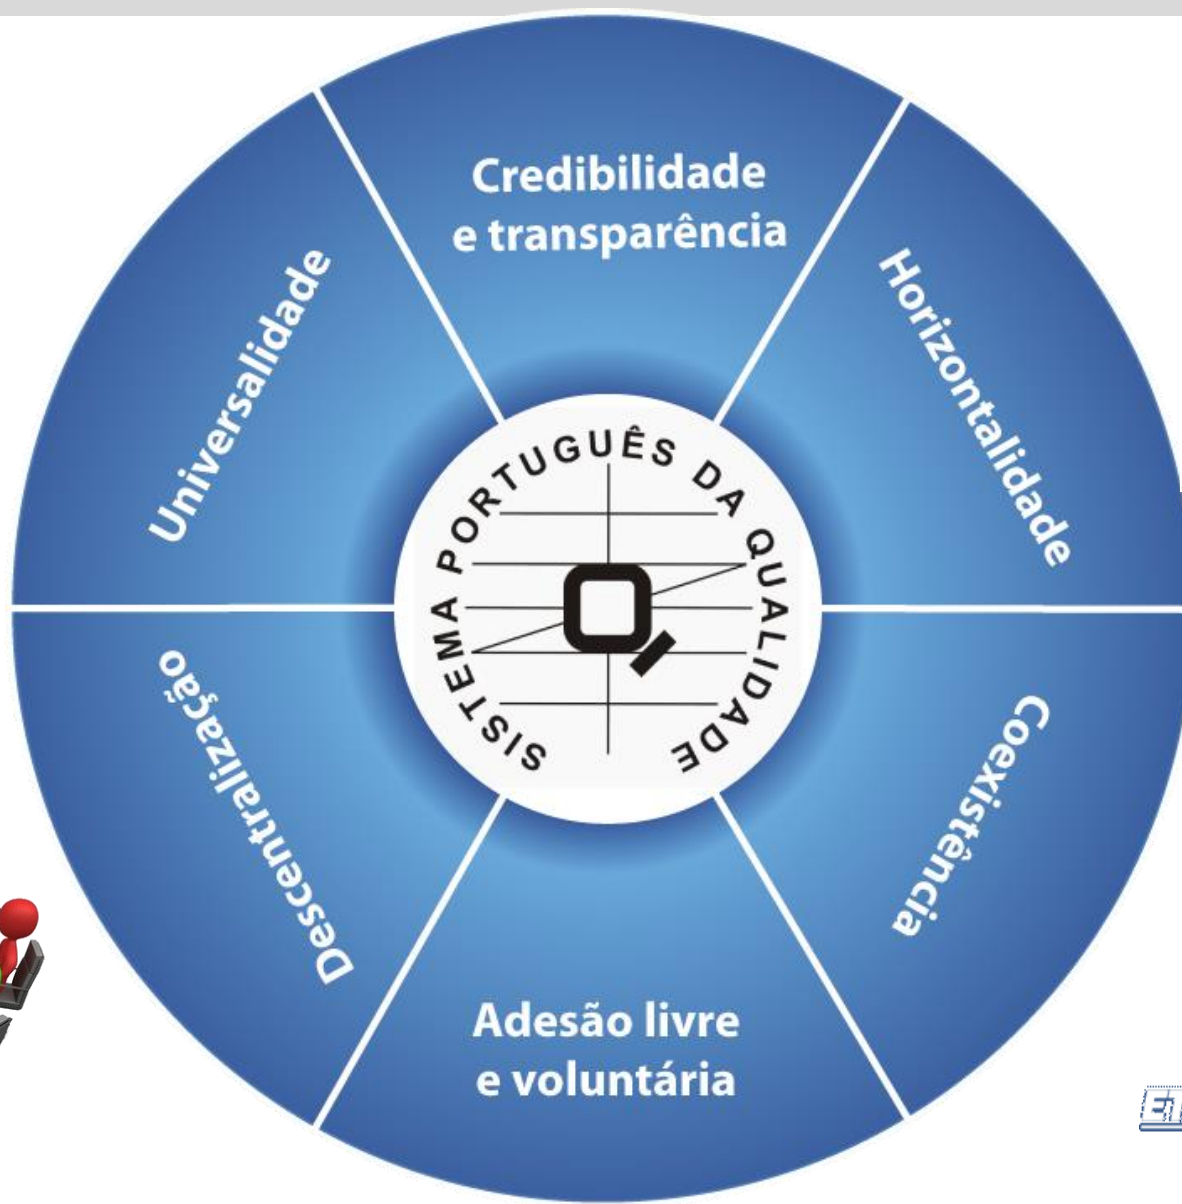 Credibilidade
e transparência
Horizontalidade
Coexistência
Adesão livre
e voluntária
Descentralização
Universalidade
SISTEMA PORTUGUÊS DA QUALIDADE
Q